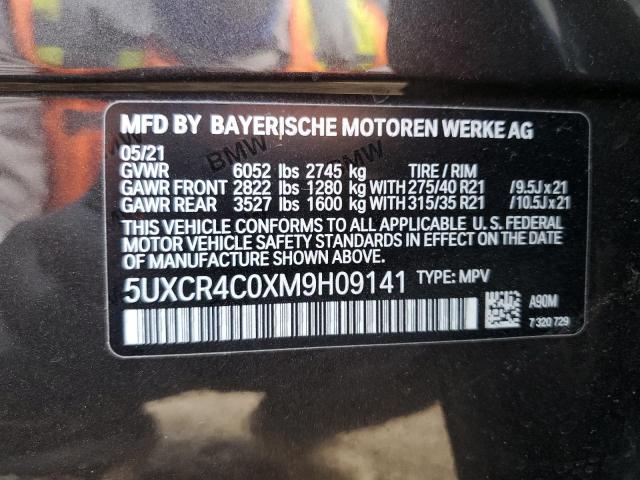 MFD BY BAYERISCHE MOTOREN WERKE AG
05/21
GVWR 6052 lbs 2745 kg TIRE / RIM
GAWR FRONT 2822 lbs 1280 kg WITH 275/40 R21 /9.5J x 21
GAWR REAR 3527 lbs 1600 kg WITH 315/35 R21 /10.5J x 21
THIS VEHICLE CONFORMS TO ALL APPLICABLE U. S. FEDERAL
MOTOR VEHICLE SAFETY STANDARDS IN EFFECT ON THE DATE
OF MANUFACTURE SHOWN ABOVE.
5UXCR4C0XM9H09141 TYPE: MPV
A90M
7 320 729
BMW
BMW